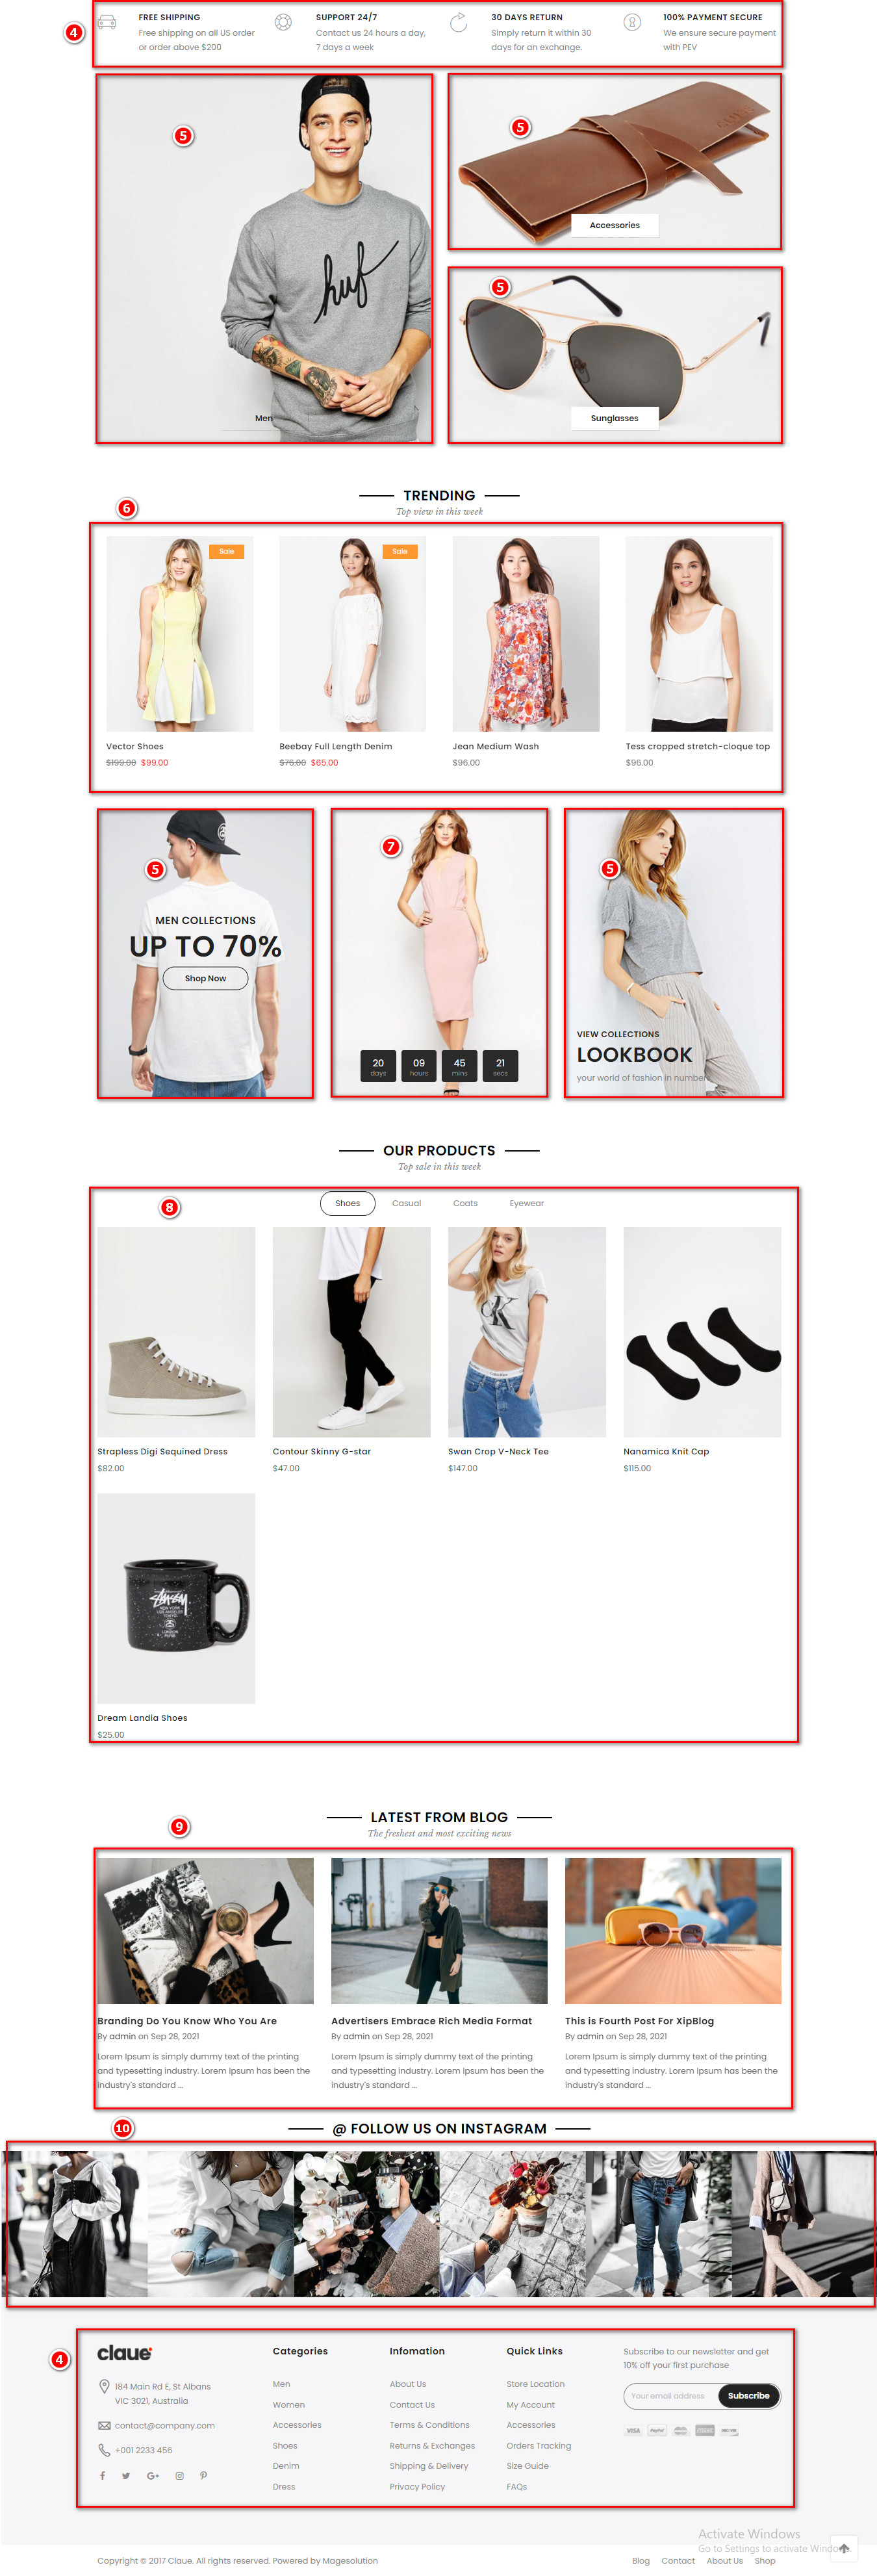 4
FREE SHIPPING
Free shipping on all US order
or order above $200
SUPPORT 24/7
Contact us 24 hours a day,
7 days a week
30 DAYS RETURN
Simply return it within 30
days for an exchange.
100% PAYMENT SECURE
We ensure secure payment
with PEV
5
huf
Men
5
Accessories
5
Sunglasses
TRENDING
Top view in this week
6
Sale
Vector Shoes
$199.00 $99.00
Sale
Beebay Full Length Denim
$76.00 $65.00
Jean Medium Wash
$96.00
Tess cropped stretch-cloque top
$96.00
5
MEN COLLECTIONS
UP TO 70%
Shop Now
7
20 09 45 21
days hours mins secs
5
VIEW COLLECTIONS
LOOKBOOK
your world of fashion in number
OUR PRODUCTS
Top sale in this week
8
Shoes Casual Coats Eyewear
Strapless Digi Sequined Dress
$82.00
Contour Skinny G-star
$47.00
CK
Swan Crop V-Neck Tee
$147.00
Nanamica Knit Cap
$115.00
STUSSY
NEW YORK
LOS ANGELES
TOKYO
LONDON
Dream Landia Shoes
$25.00
LATEST FROM BLOG
The freshest and most exciting news
9
Branding Do You Know Who You Are
By admin on Sep 28, 2021
Lorem Ipsum is simply dummy text of the printing
and typesetting industry. Lorem Ipsum has been the
industry's standard ...
Advertisers Embrace Rich Media Format
By admin on Sep 28, 2021
Lorem Ipsum is simply dummy text of the printing
and typesetting industry. Lorem Ipsum has been the
industry's standard ...
This is Fourth Post For XipBlog
By admin on Sep 28, 2021
Lorem Ipsum is simply dummy text of the printing
and typesetting industry. Lorem Ipsum has been the
industry's standard ...
10
@ FOLLOW US ON INSTAGRAM
4
claue
184 Main Rd E, St Albans
VIC 3021, Australia
contact@company.com
+001 2233 456
Categories
Men
Women
Accessories
Shoes
Denim
Dress
Infomation
About Us
Contact Us
Terms & Conditions
Returns & Exchanges
Shipping & Delivery
Privacy Policy
Quick Links
Store Location
My Account
Accessories
Orders Tracking
Size Guide
FAQs
Subscribe to our newsletter and get
10% off your first purchase
Your email address Subscribe
VISA PayPal
Activate Windows
Go to Settings to activate Windo
Copyright © 2017 Claue. All rights reserved. Powered by Magesolution
Blog Contact About Us Shop